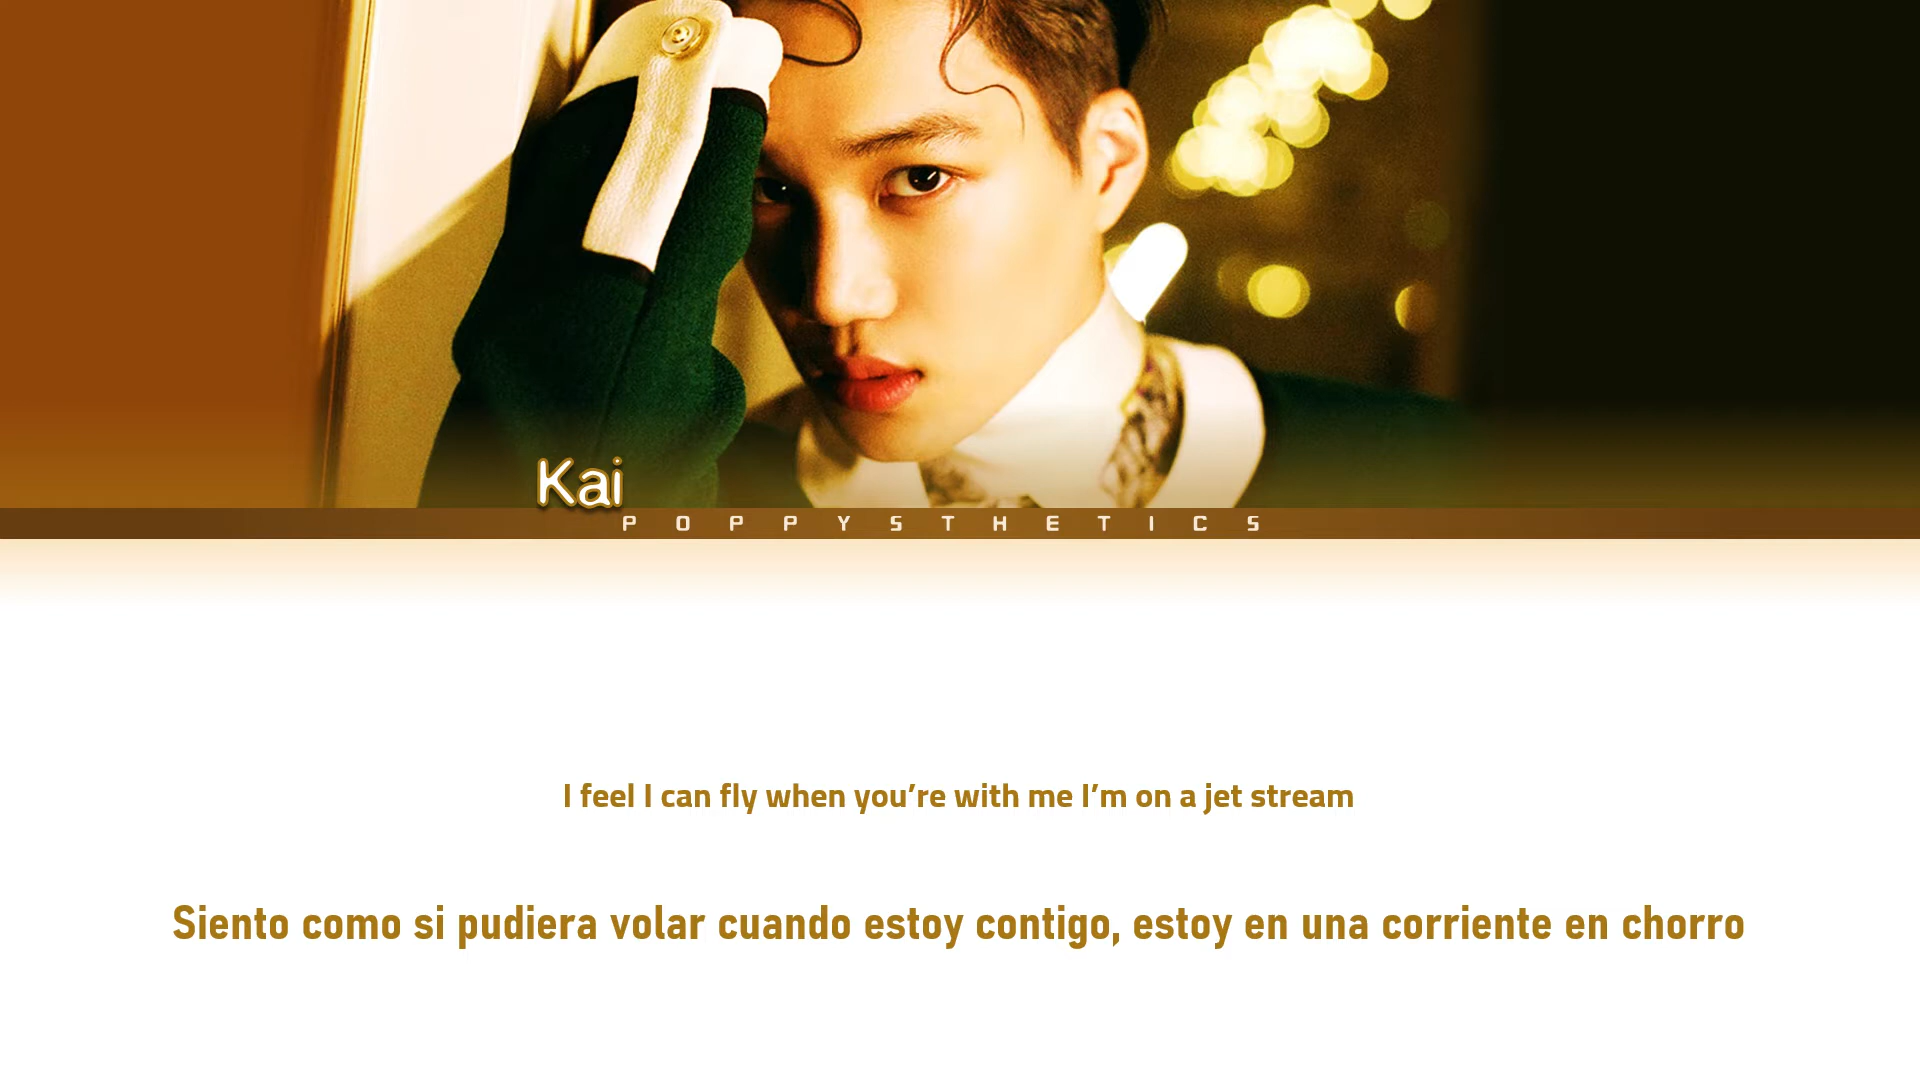 Kai
POPPYSTHETICS
I feel I can fly when you’re with me I’m on a jet stream
Siento como si pudiera volar cuando estoy contigo, estoy en una corriente en chorro